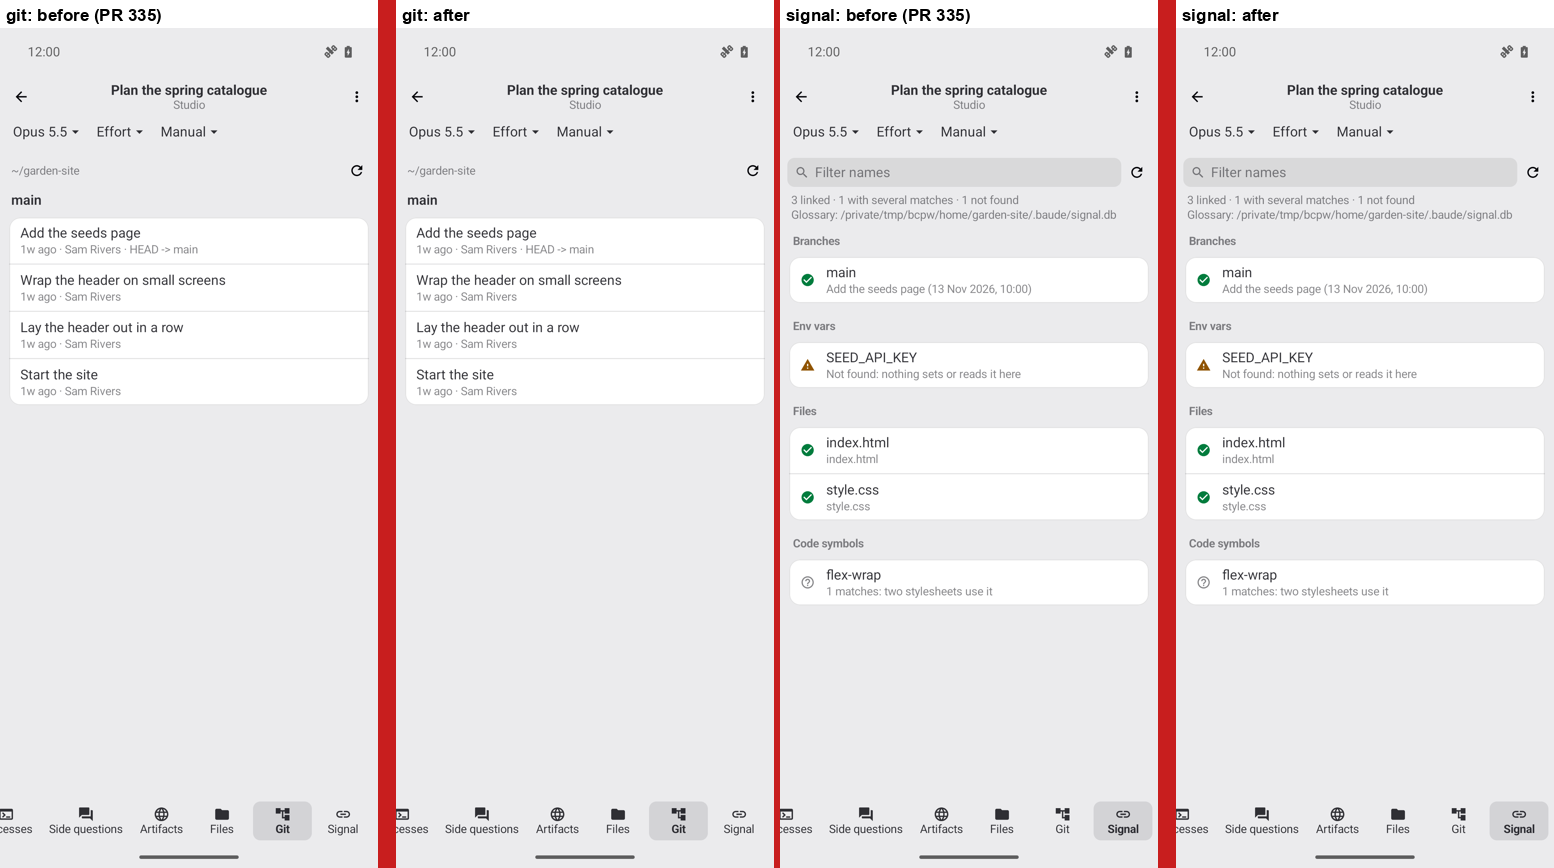 git: before (PR 335)
12:00
Plan the spring catalogue
Studio
Opus 5.5 Effort Manual
~/garden-site
main
Add the seeds page
1w ago · Sam Rivers · HEAD -> main
Wrap the header on small screens
1w ago · Sam Rivers
Lay the header out in a row
1w ago · Sam Rivers
Start the site
1w ago · Sam Rivers
cesses Side questions Artifacts Files Git Signal
git: after
12:00
Plan the spring catalogue
Studio
Opus 5.5 Effort Manual
~/garden-site
main
Add the seeds page
1w ago · Sam Rivers · HEAD -> main
Wrap the header on small screens
1w ago · Sam Rivers
Lay the header out in a row
1w ago · Sam Rivers
Start the site
1w ago · Sam Rivers
cesses Side questions Artifacts Files Git Signal
signal: before (PR 335)
12:00
Plan the spring catalogue
Studio
Opus 5.5 Effort Manual
Filter names
3 linked · 1 with several matches · 1 not found
Glossary: /private/tmp/bcpw/home/garden-site/.baude/signal.db
Branches
main
Add the seeds page (13 Nov 2026, 10:00)
Env vars
SEED_API_KEY
Not found: nothing sets or reads it here
Files
index.html
index.html
style.css
style.css
Code symbols
flex-wrap
1 matches: two stylesheets use it
cesses Side questions Artifacts Files Git Signal
signal: after
12:00
Plan the spring catalogue
Studio
Opus 5.5 Effort Manual
Filter names
3 linked · 1 with several matches · 1 not found
Glossary: /private/tmp/bcpw/home/garden-site/.baude/signal.db
Branches
main
Add the seeds page (13 Nov 2026, 10:00)
Env vars
SEED_API_KEY
Not found: nothing sets or reads it here
Files
index.html
index.html
style.css
style.css
Code symbols
flex-wrap
1 matches: two stylesheets use it
cesses Side questions Artifacts Files Git Signal